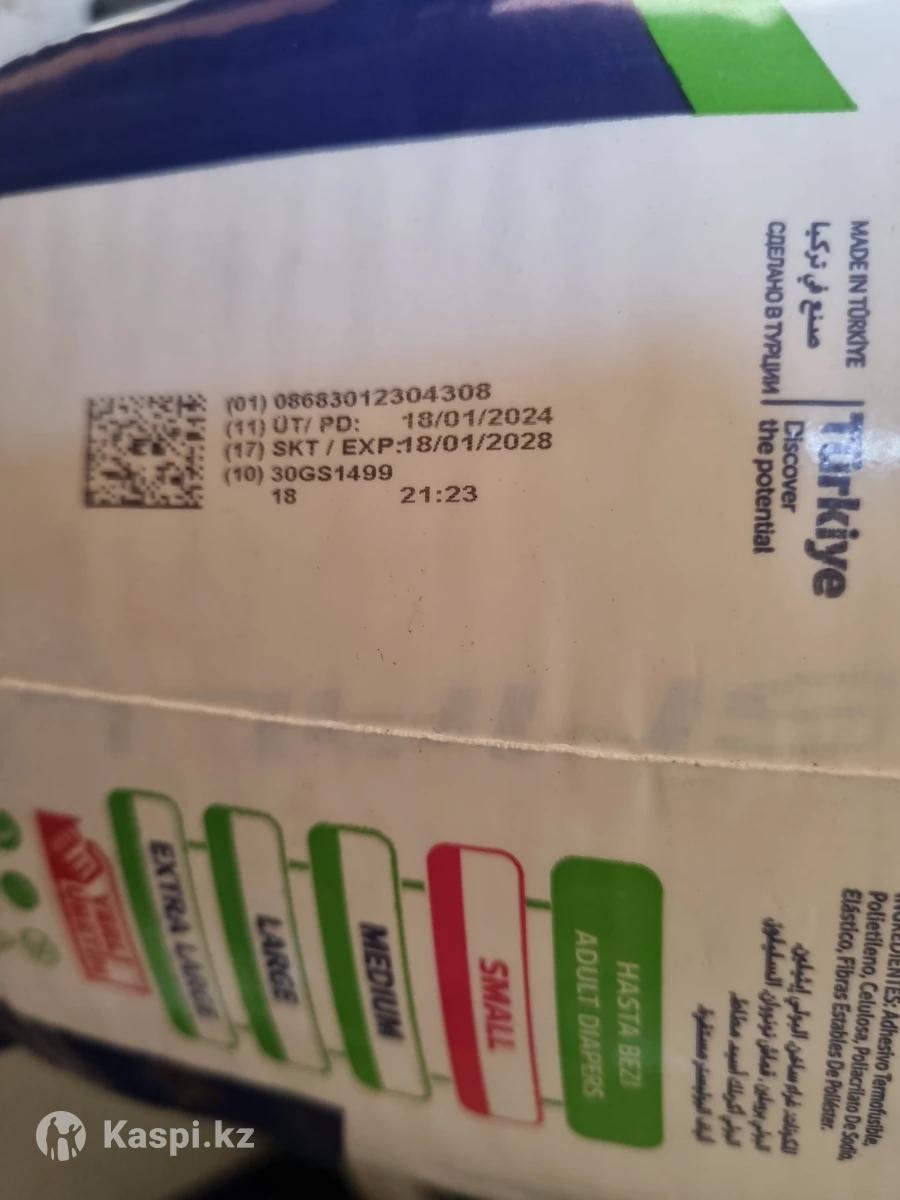 (01) 08683012304308
(11) ÜT/ PD: 18/01/2024
(17) SKT / EXP:18/01/2028
(10) 30GS1499
18 21:23
MADE IN TÜRKİYE
صنع في تركيا
СДЕЛАНО В ТУРЦИИ
Türkiye
Discover
the potential
HASTA BEZİ
ADULT DIAPERS
SMALL
MEDIUM
LARGE
EXTRA LARGE
YERLİ
ÜRETİM
INGREDIENTES: Adhesivo Termofusible,
Polietileno, Celulosa, Poliacrilato De Sodio,
Elástico, Fibras Estables De Poliéster.
Kaspi.kz